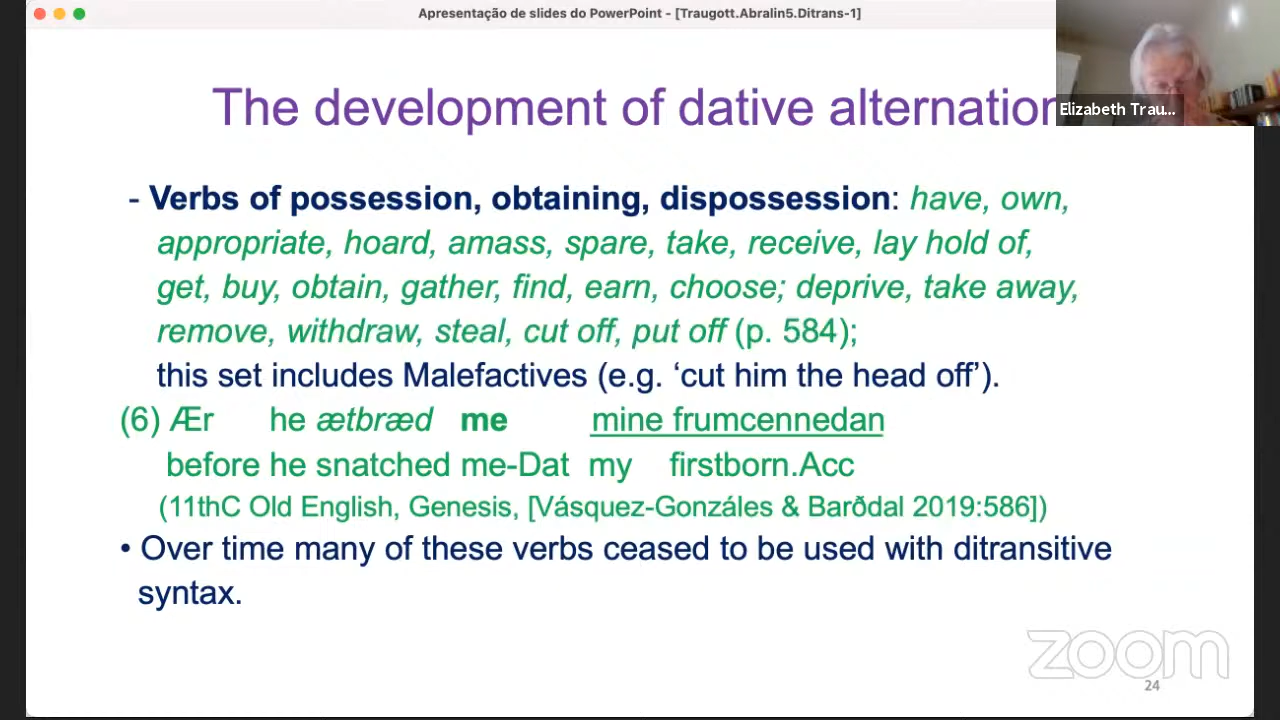 Apresentação de slides do PowerPoint - [Traugott.Abralin5.Ditrans-1]
Elizabeth Trau...
The development of dative alternation
- Verbs of possession, obtaining, dispossession: have, own,
appropriate, hoard, amass, spare, take, receive, lay hold of,
get, buy, obtain, gather, find, earn, choose; deprive, take away,
remove, withdraw, steal, cut off, put off (p. 584);
this set includes Malefactives (e.g. ‘cut him the head off’).
(6) Ær he ætbræd me mine frumcennedan
before he snatched me-Dat my firstborn.Acc
(11thC Old English, Genesis, [Vásquez-Gonzáles & Barðdal 2019:586])
• Over time many of these verbs ceased to be used with ditransitive
syntax.
zoom
24